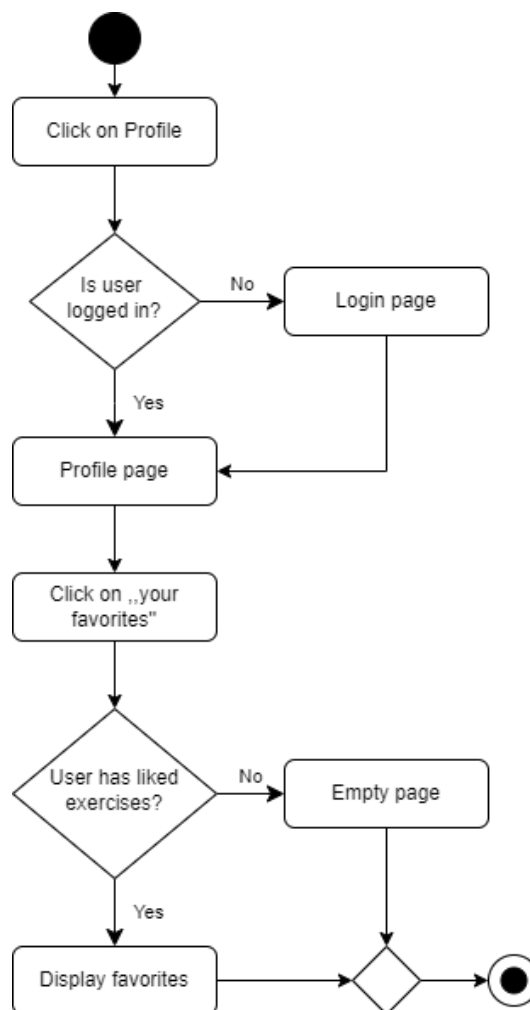 Click on Profile
Is user
logged in?
No
Login page
Yes
Profile page
Click on ,,your
favorites"
User has liked
exercises?
No
Empty page
Yes
Display favorites